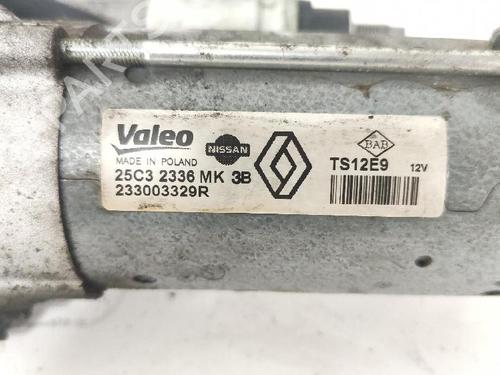 Valeo
NISSAN
MADE IN POLAND
25C3 2336 MK 3B
233003329R
TS12E9
BAB
12V